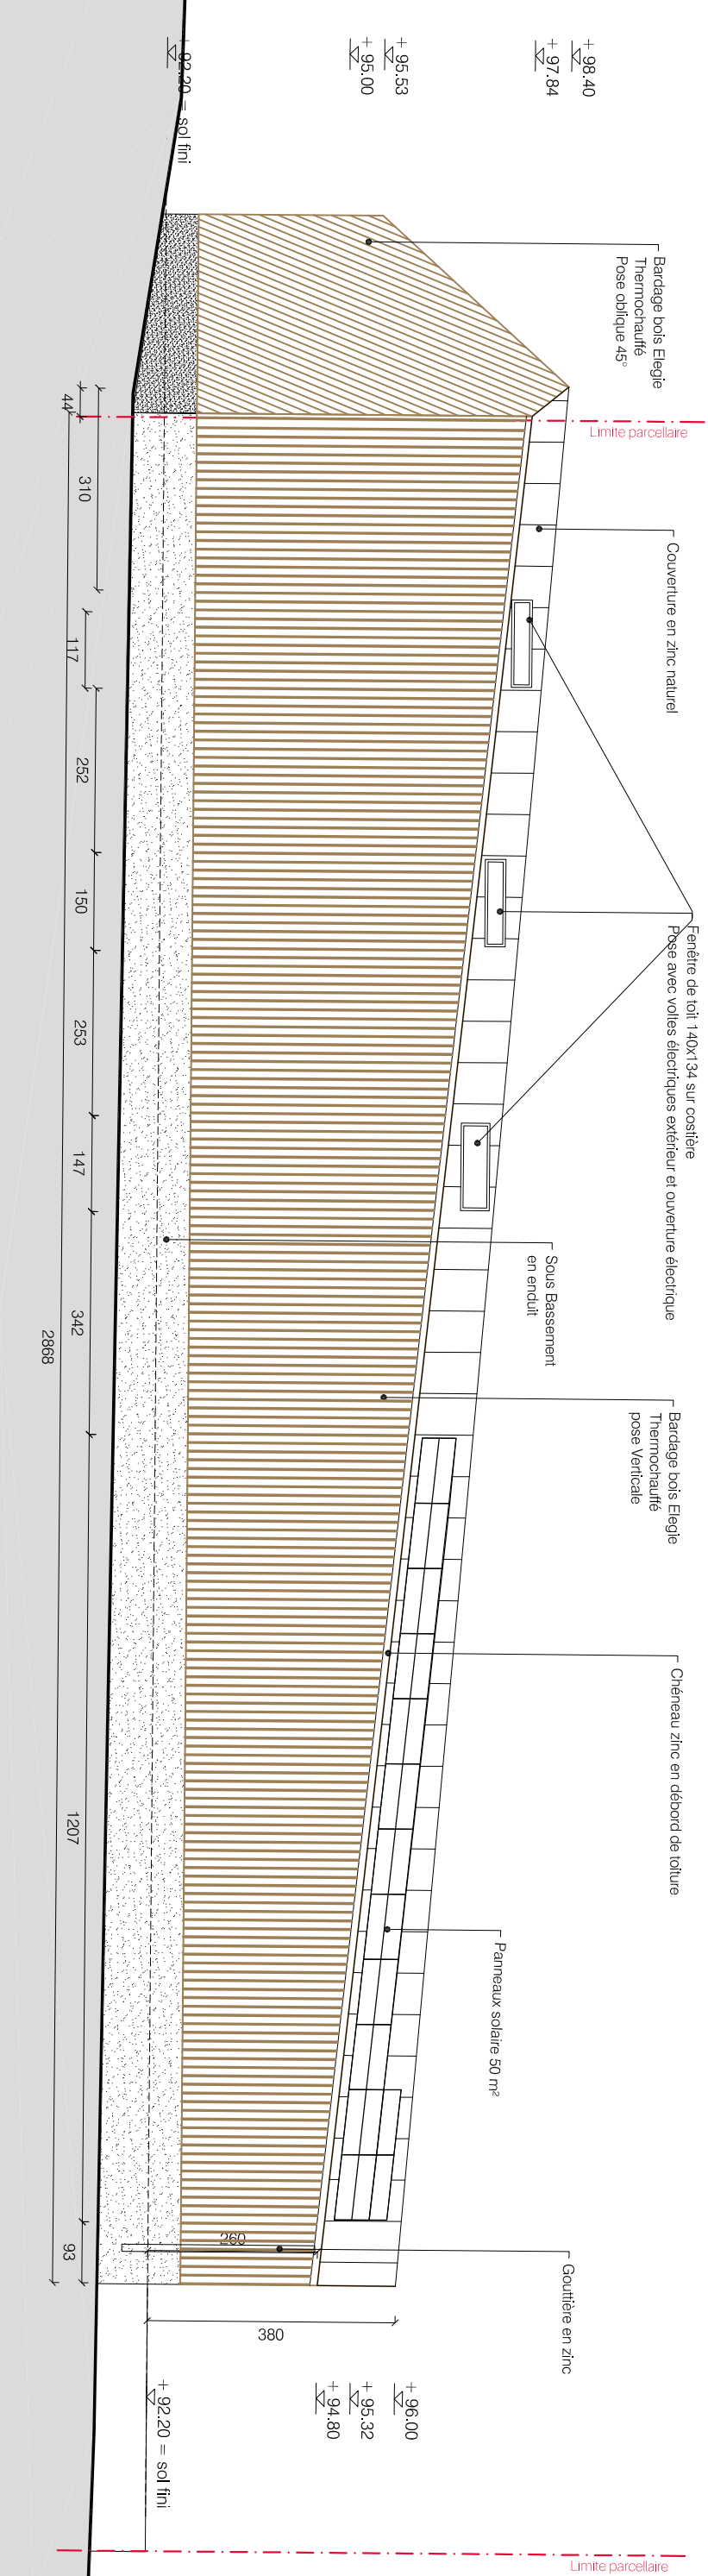 + 98.40
+ 97.84
+ 95.53
+ 95.00
+ 92.20 = sol fini
Bardage bois Elegie
Thermochauffé
Pose oblique 45°
Limite parcellaire
Couverture en zinc naturel
Fenêtre de toit 140x134 sur costière
Pose avec voltes électriques extérieur et ouverture électrique
Sous Bassement
en enduit
Bardage bois Elegie
Thermochauffé
pose Verticale
Chéneau zinc en débord de toiture
Panneaux solaire 50 m²
Gouttière en zinc
260
380
+ 96.00
+ 95.32
+ 94.80
+ 92.20 = sol fini
Limite parcellaire
44
310
117
252
150
253
147
342
1207
93
2868